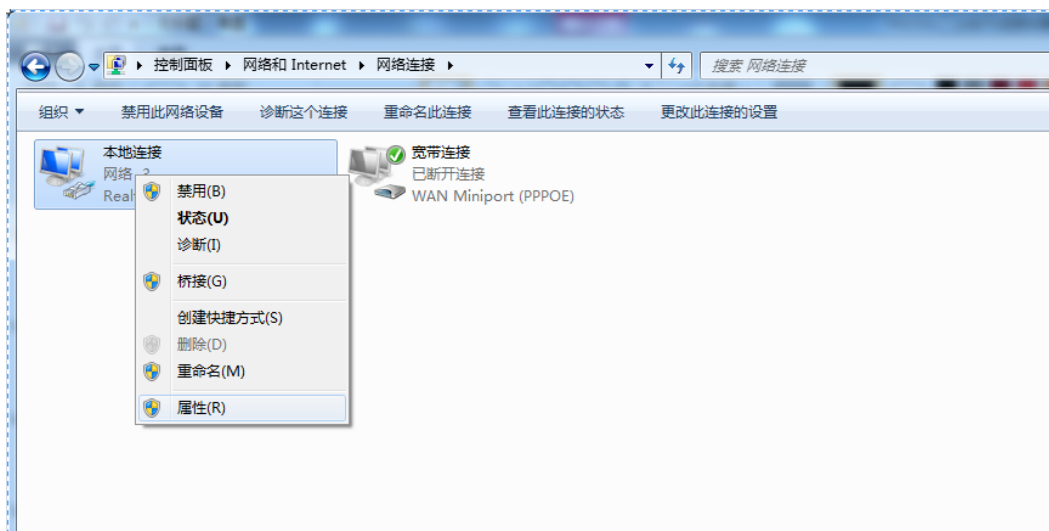 控制面板 网络和 Internet 网络连接
搜索 网络连接
组织 禁用此网络设备 诊断这个连接 重命名此连接 查看此连接的状态 更改此连接的设置
本地连接
网络
宽带连接
已断开连接
WAN Miniport (PPPOE)
禁用(B)
状态(U)
诊断(I)
桥接(G)
创建快捷方式(S)
删除(D)
重命名(M)
属性(R)